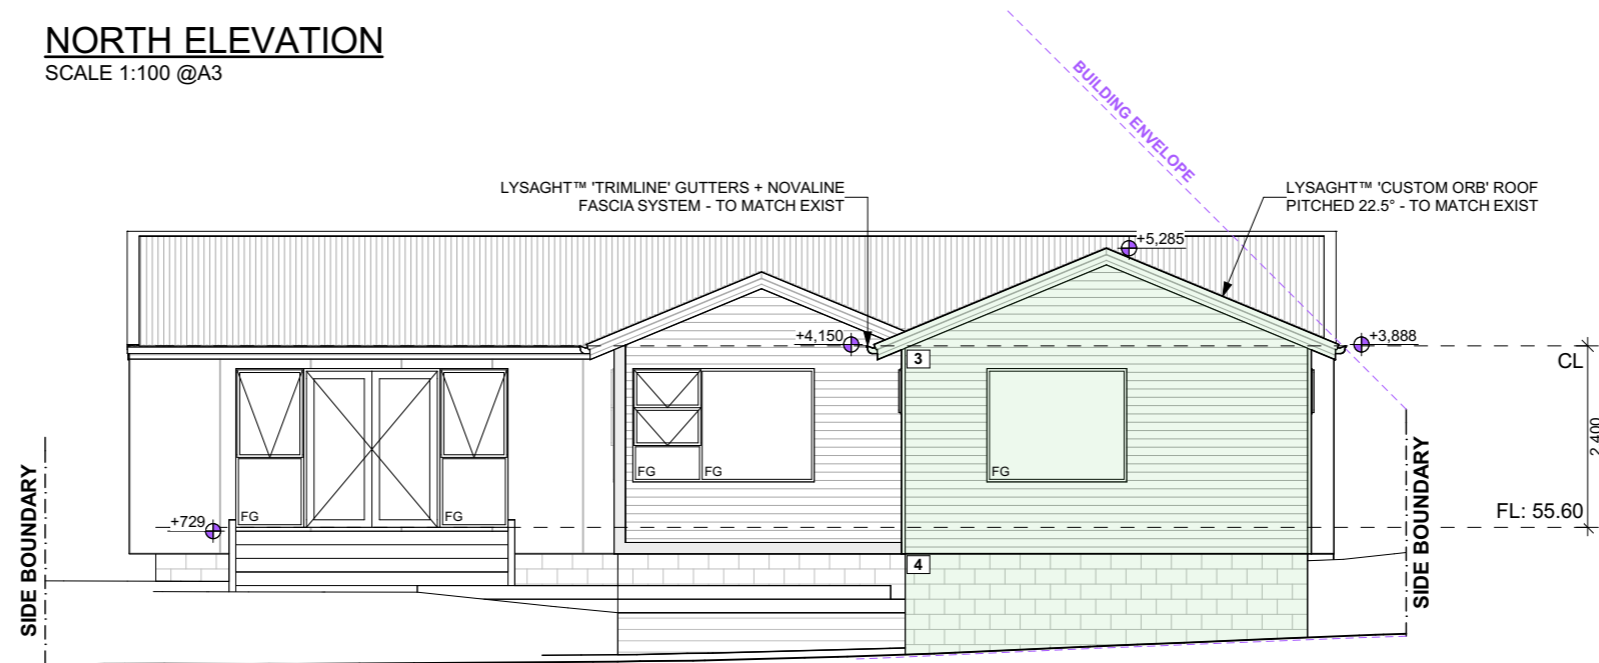 NORTH ELEVATION
SCALE 1:100 @A3
BUILDING ENVELOPE
LYSAGHT™ 'TRIMLINE' GUTTERS + NOVALINE
FASCIA SYSTEM - TO MATCH EXIST
LYSAGHT™ 'CUSTOM ORB' ROOF
PITCHED 22.5° - TO MATCH EXIST
+5,285
+4,150
+3,888
3
CL
2,400
FG
FG
FG
FG
FG
+729
FL: 55.60
4
SIDE BOUNDARY
SIDE BOUNDARY